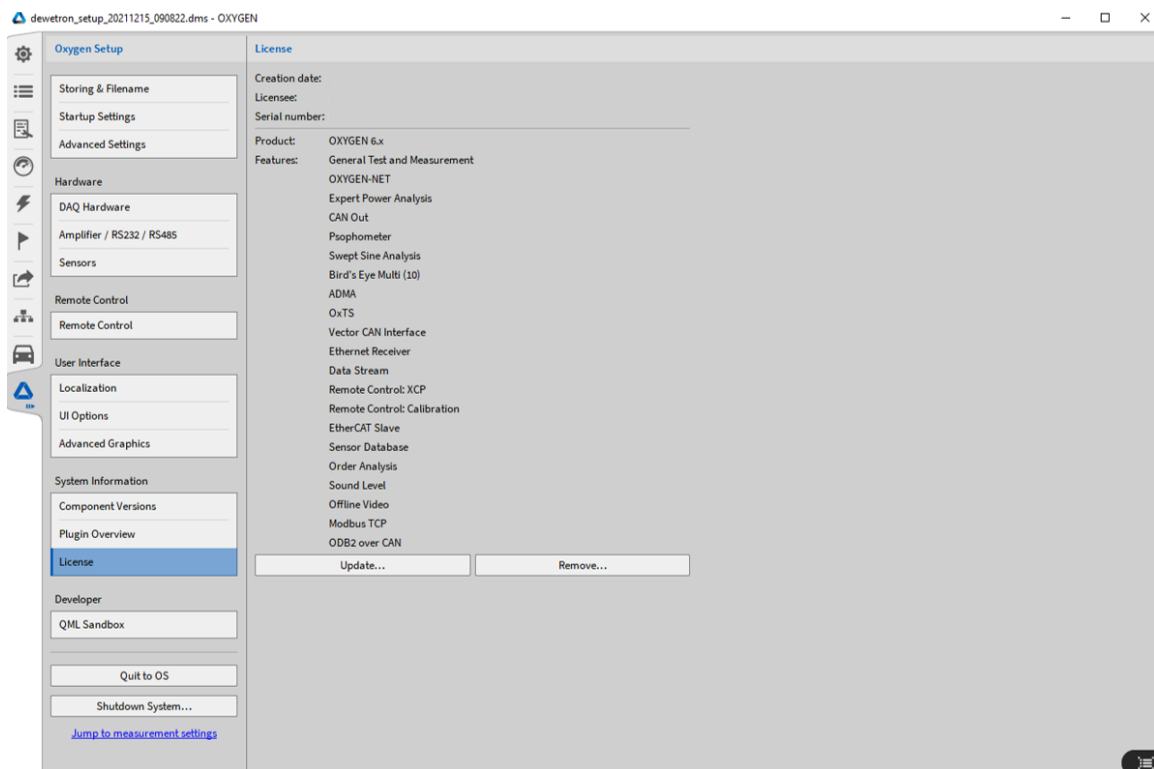 dewetron_setup_20211215_090822.dms - OXYGEN
Oxygen Setup
Storing & Filename
Startup Settings
Advanced Settings
Hardware
DAQ Hardware
Amplifier / RS232 / RS485
Sensors
Remote Control
Remote Control
User Interface
Localization
UI Options
Advanced Graphics
System Information
Component Versions
Plugin Overview
License
Developer
QML Sandbox
Quit to OS
Shutdown System...
Jump to measurement settings
License
Creation date:
Licensee:
Serial number:
Product: OXYGEN 6.x
Features: General Test and Measurement
OXYGEN-NET
Expert Power Analysis
CAN Out
Psophometer
Swept Sine Analysis
Bird's Eye Multi (10)
ADMA
OxTS
Vector CAN Interface
Ethernet Receiver
Data Stream
Remote Control: XCP
Remote Control: Calibration
EtherCAT Slave
Sensor Database
Order Analysis
Sound Level
Offline Video
Modbus TCP
ODB2 over CAN
Update... Remove...